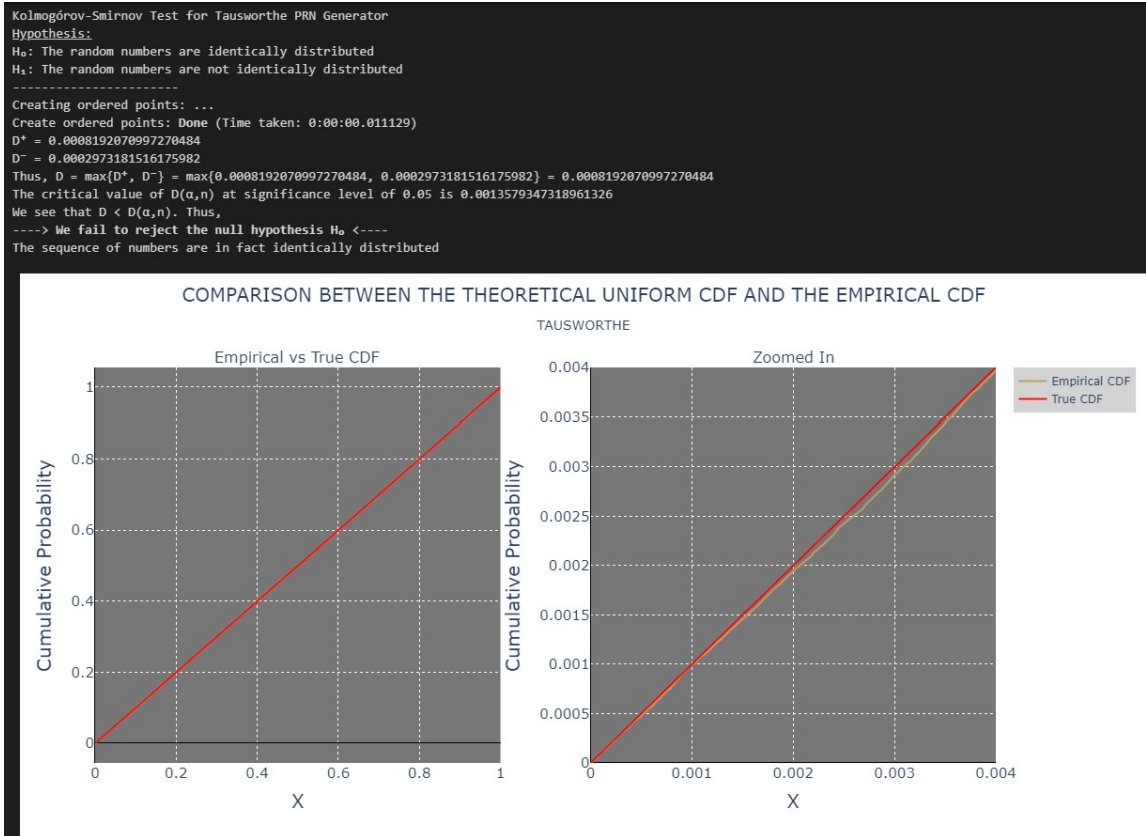 Kolmogórov-Smirnov Test for Tausworthe PRN Generator
Hypothesis:
H₀: The random numbers are identically distributed
H₁: The random numbers are not identically distributed
-----------------------
Creating ordered points: ...
Create ordered points: Done (Time taken: 0:00:00.011129)
D⁺ = 0.0008192070997270484
D⁻ = 0.0002973181516175982
Thus, D = max{D⁺, D⁻} = max{0.0008192070997270484, 0.0002973181516175982} = 0.0008192070997270484
The critical value of D(α,n) at significance level of 0.05 is 0.0013579347318961326
We see that D < D(α,n). Thus,
----> We fail to reject the null hypothesis H₀ <----
The sequence of numbers are in fact identically distributed
COMPARISON BETWEEN THE THEORETICAL UNIFORM CDF AND THE EMPIRICAL CDF
TAUSWORTHE
Empirical vs True CDF
Cumulative Probability
1
0.8
0.6
0.4
0.2
0
0 0.2 0.4 0.6 0.8 1
X
Zoomed In
Cumulative Probability
0.004
0.0035
0.003
0.0025
0.002
0.0015
0.001
0.0005
0
0 0.001 0.002 0.003 0.004
X
Empirical CDF
True CDF